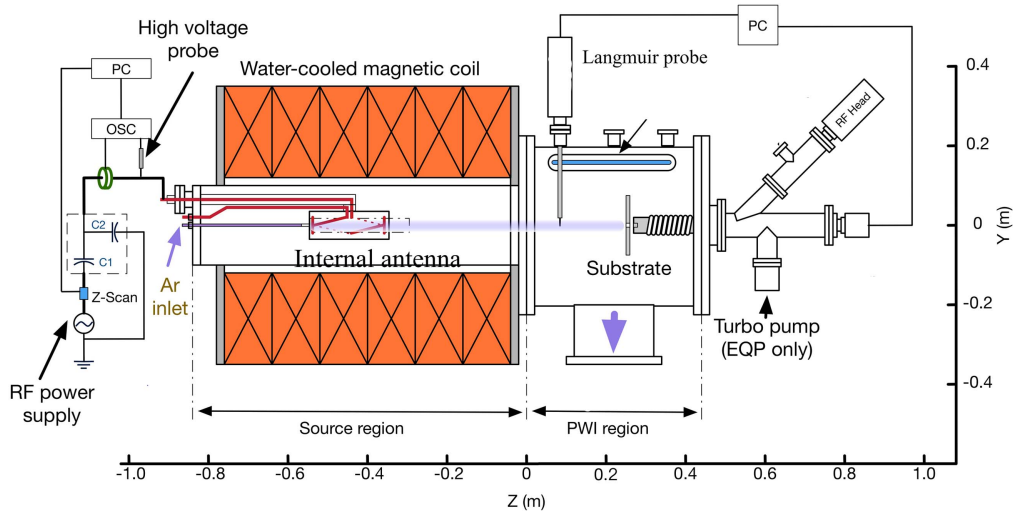 High voltage
probe
PC
Water-cooled magnetic coil
Langmuir probe
PC
OSC
RF Head
C2
C1
Z-Scan
Ar
inlet
Internal antenna
Substrate
Turbo pump
(EQP only)
RF power
supply
Source region
PWI region
0.4
0.2
0
-0.2
-0.4
Y (m)
-1.0
-0.8
-0.6
-0.4
-0.2
0
0.2
0.4
0.6
0.8
1.0
Z (m)